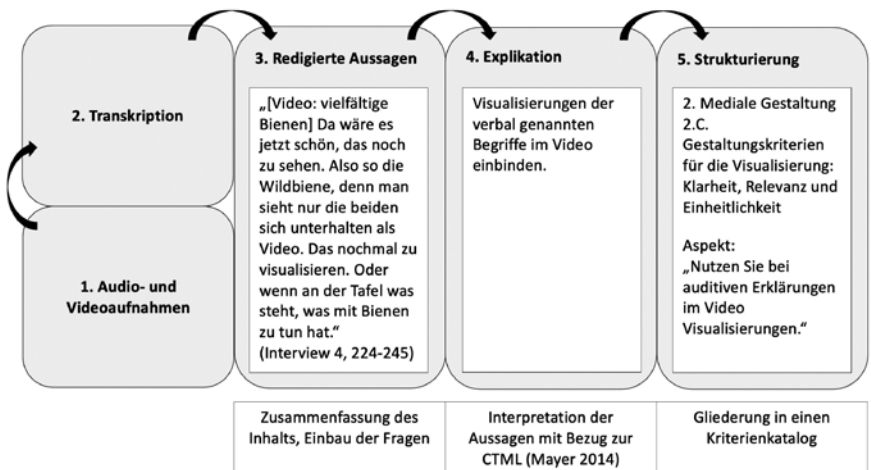 2. Transkription
1. Audio- und
Videoaufnahmen
3. Redigierte Aussagen
„[Video: vielfältige
Bienen] Da wäre es
jetzt schön, das noch
zu sehen. Also so die
Wildbiene, denn man
sieht nur die beiden
sich unterhalten als
Video. Das nochmal zu
visualisieren. Oder
wenn an der Tafel was
steht, was mit Bienen
zu tun hat.“
(Interview 4, 224-245)
Zusammenfassung des
Inhalts, Einbau der Fragen
4. Explikation
Visualisierungen der
verbal genannten
Begriffe im Video
einbinden.
Interpretation der
Aussagen mit Bezug zur
CTML (Mayer 2014)
5. Strukturierung
2. Mediale Gestaltung
2.C.
Gestaltungskriterien
für die Visualisierung:
Klarheit, Relevanz und
Einheitlichkeit
Aspekt:
„Nutzen Sie bei
auditiven Erklärungen
im Video
Visualisierungen.“
Gliederung in einen
Kriterienkatalog